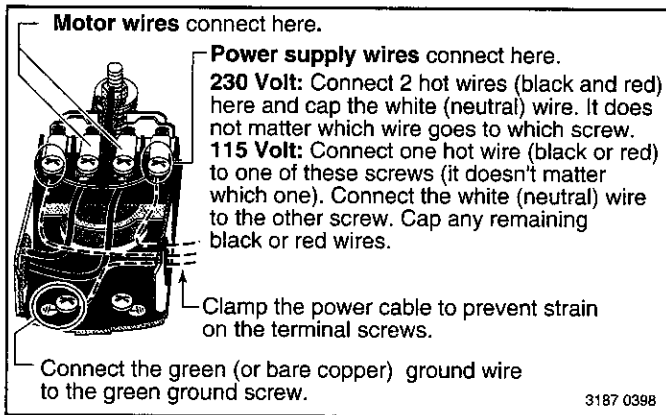 Motor wires connect here.
Power supply wires connect here.
230 Volt: Connect 2 hot wires (black and red)
here and cap the white (neutral) wire. It does
not matter which wire goes to which screw.
115 Volt: Connect one hot wire (black or red)
to one of these screws (it doesn't matter
which one). Connect the white (neutral) wire
to the other screw. Cap any remaining
black or red wires.
Clamp the power cable to prevent strain
on the terminal screws.
Connect the green (or bare copper) ground wire
to the green ground screw.
3187 0398